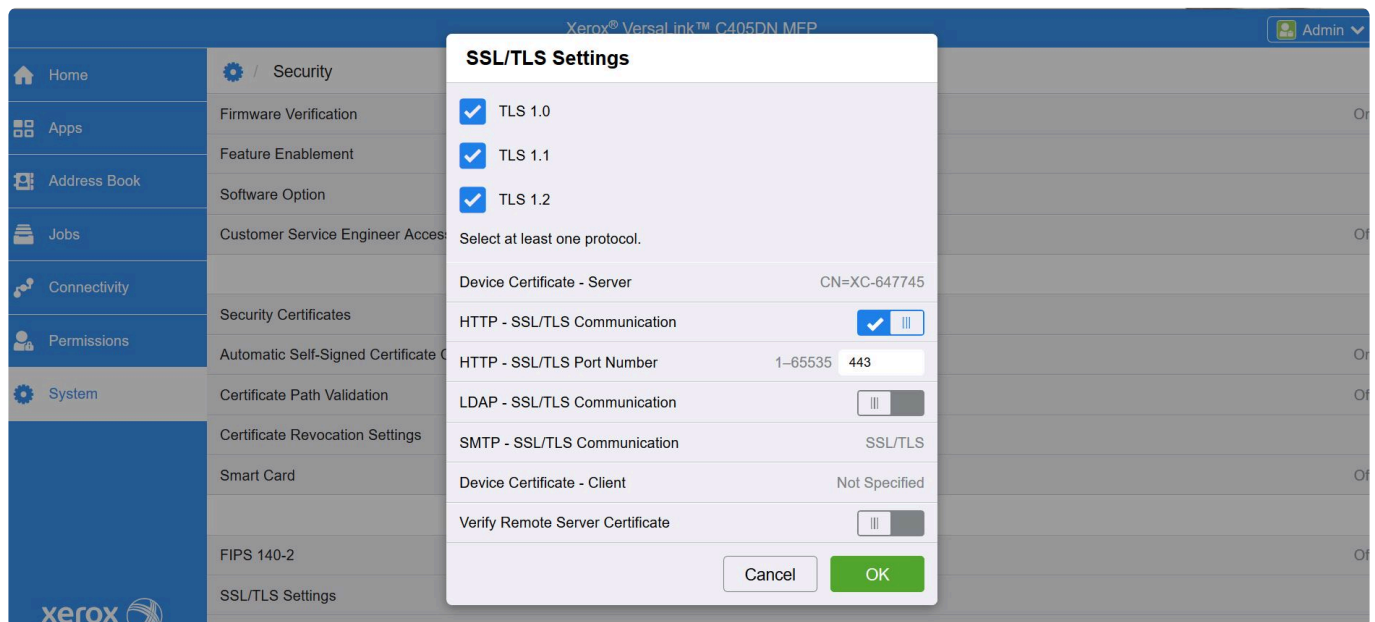 Xerox® VersaLink™ C405DN MFP
Admin
Home
Apps
Address Book
Jobs
Connectivity
Permissions
System
xerox
Security
Firmware Verification
Feature Enablement
Software Option
Customer Service Engineer Access
Security Certificates
Automatic Self-Signed Certificate
Certificate Path Validation
Certificate Revocation Settings
Smart Card
FIPS 140-2
SSL/TLS Settings
SSL/TLS Settings
TLS 1.0
TLS 1.1
TLS 1.2
Select at least one protocol.
Device Certificate - Server CN=XC-647745
HTTP - SSL/TLS Communication
HTTP - SSL/TLS Port Number 1–65535 443
LDAP - SSL/TLS Communication
SMTP - SSL/TLS Communication SSL/TLS
Device Certificate - Client Not Specified
Verify Remote Server Certificate
Cancel OK